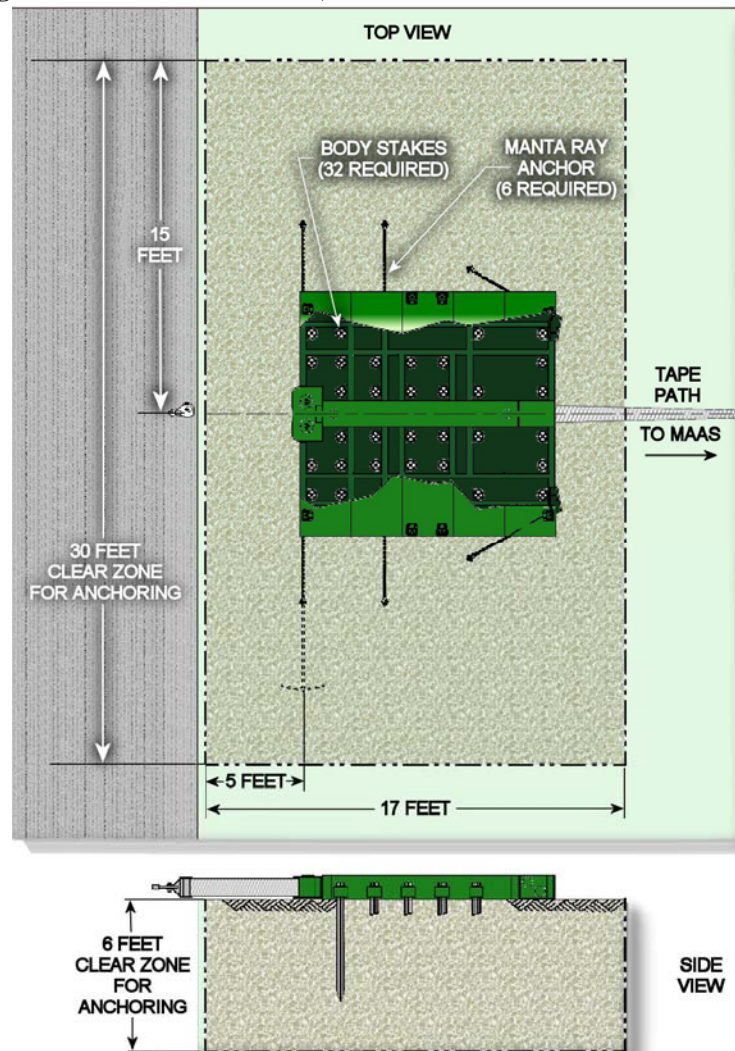 TOP VIEW
BODY STAKES
(32 REQUIRED)
MANTA RAY
ANCHOR
(6 REQUIRED)
15
FEET
TAPE
PATH
TO MAAS
30 FEET
CLEAR ZONE
FOR ANCHORING
5 FEET
17 FEET
6 FEET
CLEAR ZONE
FOR
ANCHORING
SIDE
VIEW